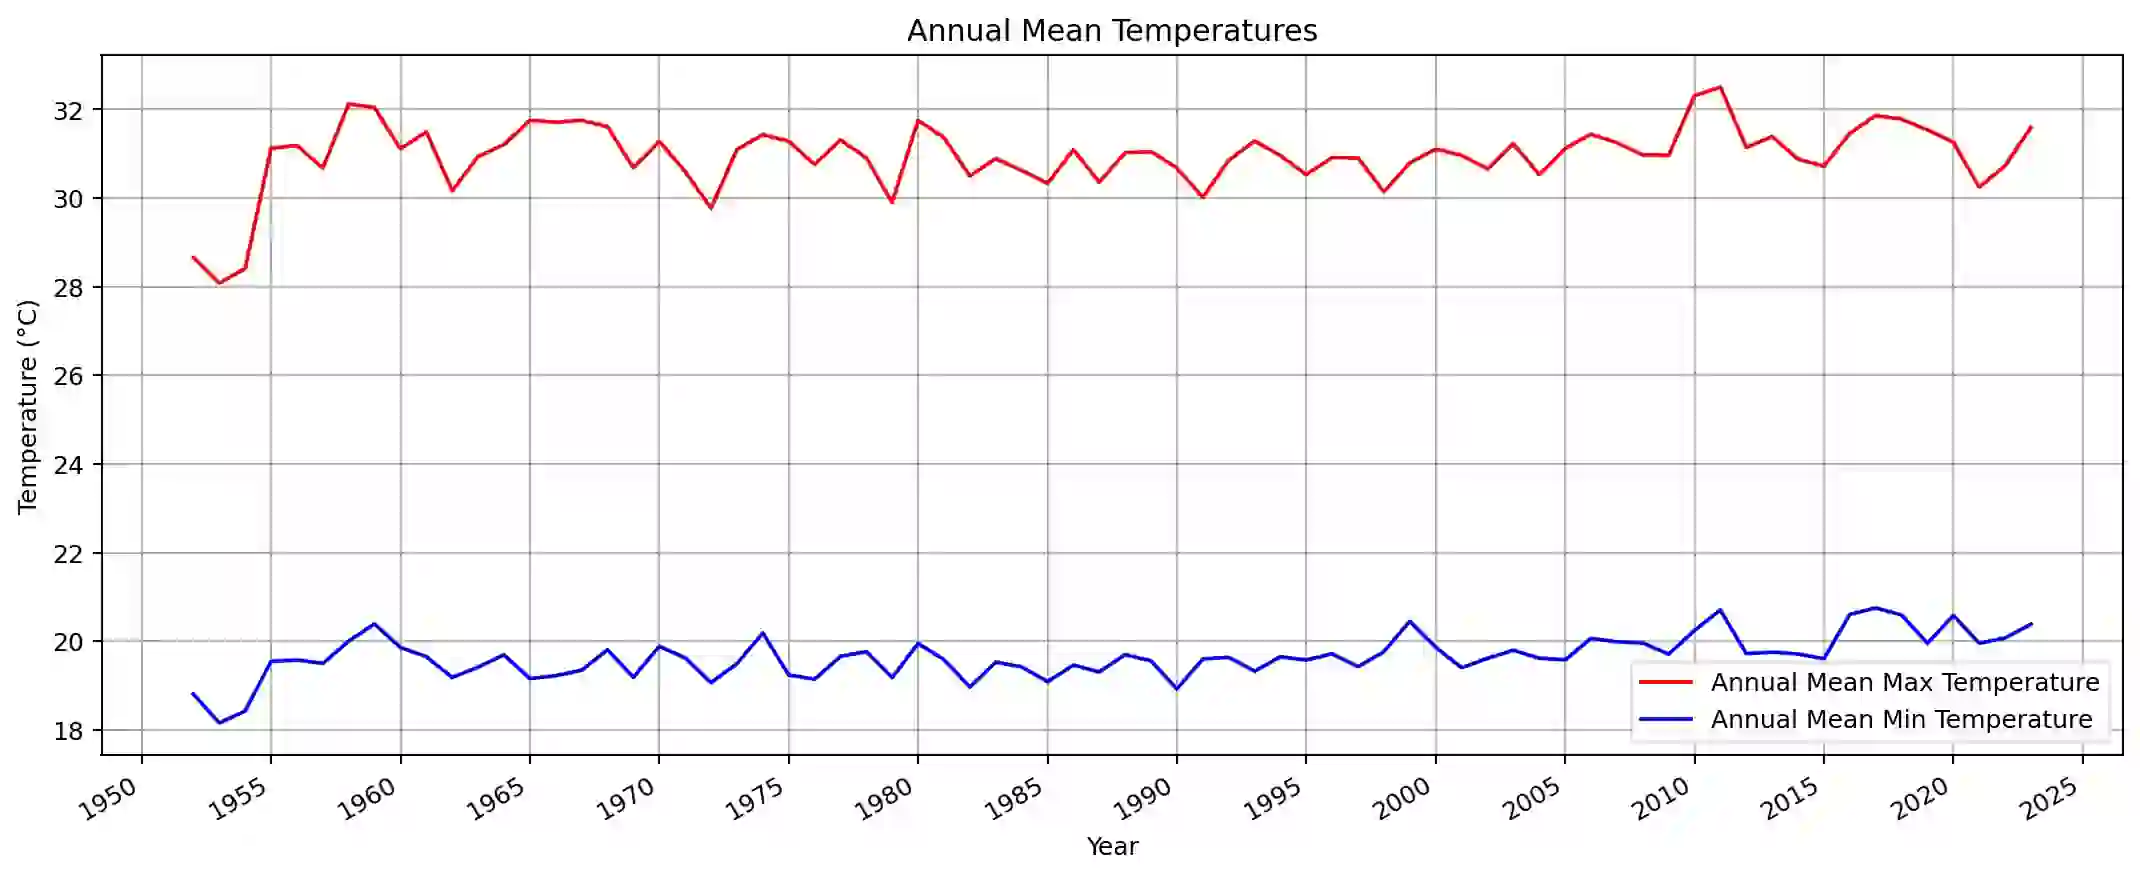 Annual Mean Temperatures
Temperature (°C)
32
30
28
26
24
22
20
18
Annual Mean Max Temperature
Annual Mean Min Temperature
1950 1955 1960 1965 1970 1975 1980 1985 1990 1995 2000 2005 2010 2015 2020 2025
Year